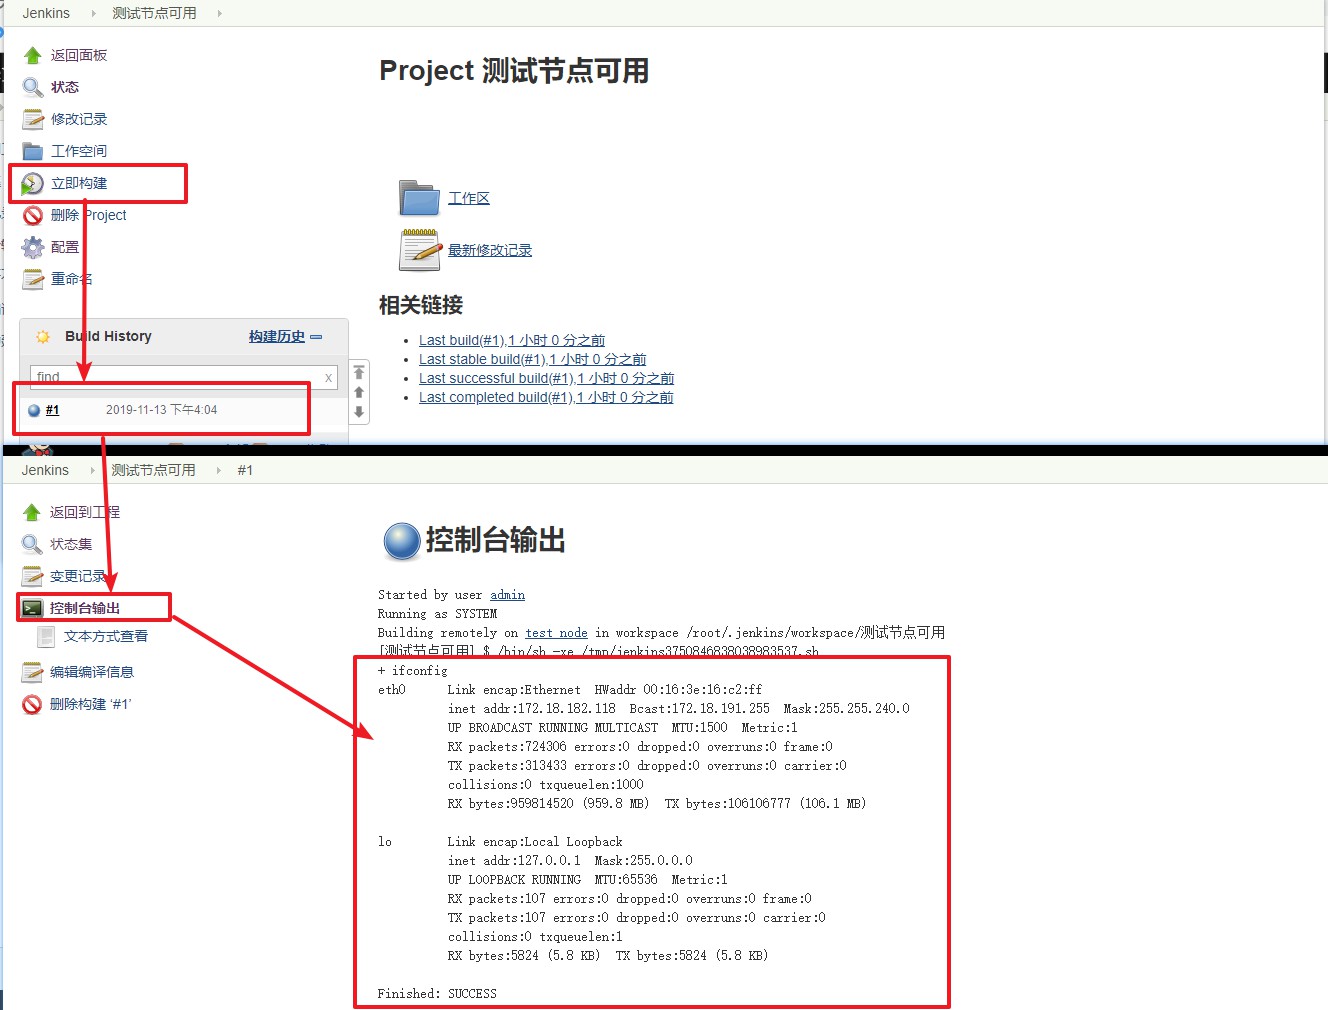 Jenkins 测试节点可用
返回面板
状态
修改记录
工作空间
立即构建
删除 Project
配置
重命名
Project 测试节点可用
工作区
最新修改记录
相关链接
Last build(#1),1 小时 0 分之前
Last stable build(#1),1 小时 0 分之前
Last successful build(#1),1 小时 0 分之前
Last completed build(#1),1 小时 0 分之前
Build History 构建历史
find x
#1 2019-11-13 下午4:04
Jenkins 测试节点可用 #1
返回到工程
状态集
变更记录
控制台输出
文本方式查看
编辑编译信息
删除构建 '#1'
控制台输出
Started by user admin
Running as SYSTEM
Building remotely on test node in workspace /root/.jenkins/workspace/测试节点可用
[测试节点可用] $ /bin/sh -xe /tmp/jenkins3750846838038983537.sh
+ ifconfig
eth0 Link encap:Ethernet HWaddr 00:16:3e:16:c2:ff
inet addr:172.18.182.118 Bcast:172.18.191.255 Mask:255.255.240.0
UP BROADCAST RUNNING MULTICAST MTU:1500 Metric:1
RX packets:724306 errors:0 dropped:0 overruns:0 frame:0
TX packets:313433 errors:0 dropped:0 overruns:0 carrier:0
collisions:0 txqueuelen:1000
RX bytes:959814520 (959.8 MB) TX bytes:106106777 (106.1 MB)
lo Link encap:Local Loopback
inet addr:127.0.0.1 Mask:255.0.0.0
UP LOOPBACK RUNNING MTU:65536 Metric:1
RX packets:107 errors:0 dropped:0 overruns:0 frame:0
TX packets:107 errors:0 dropped:0 overruns:0 carrier:0
collisions:0 txqueuelen:1
RX bytes:5824 (5.8 KB) TX bytes:5824 (5.8 KB)
Finished: SUCCESS